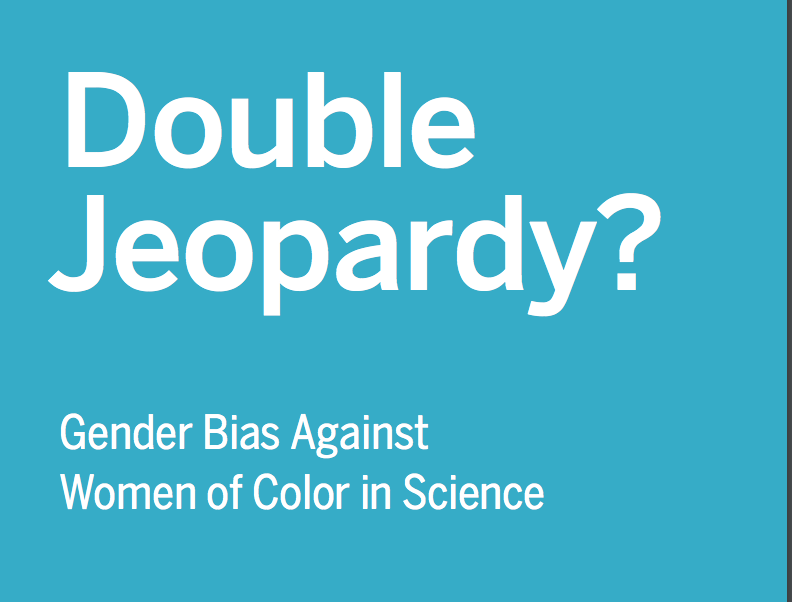 Double
Jeopardy?
Gender Bias Against
Women of Color in Science